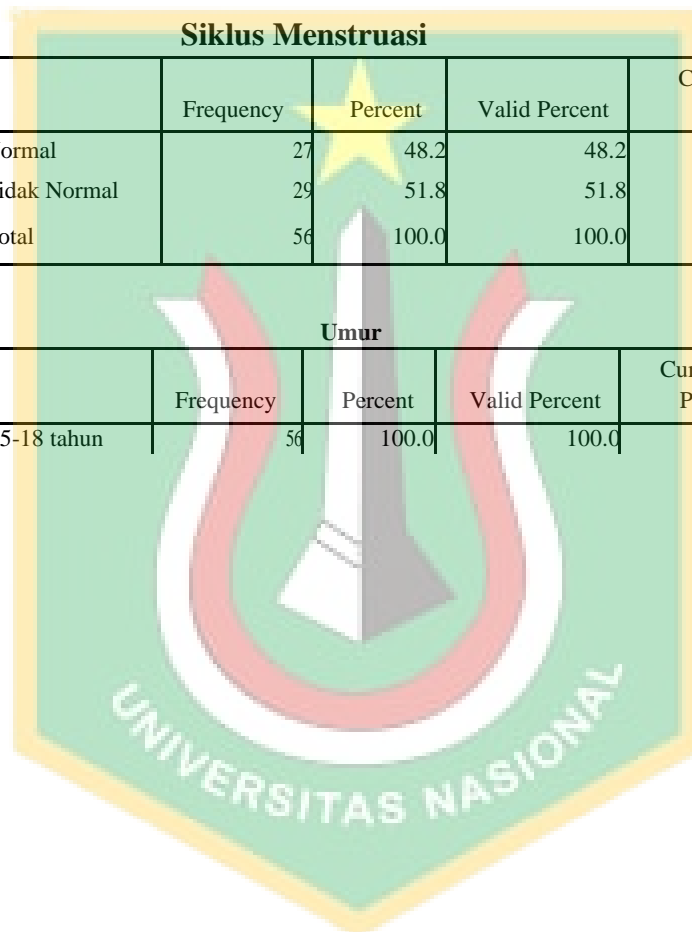 Siklus Menstruasi
C
Frequency Percent Valid Percent
ormal 27 48.2 48.2
idak Normal 29 51.8 51.8
otal 56 100.0 100.0
Umur
Cur
Frequency Percent Valid Percent P
5-18 tahun 56 100.0 100.0
UNIVERSITAS NASIONAL